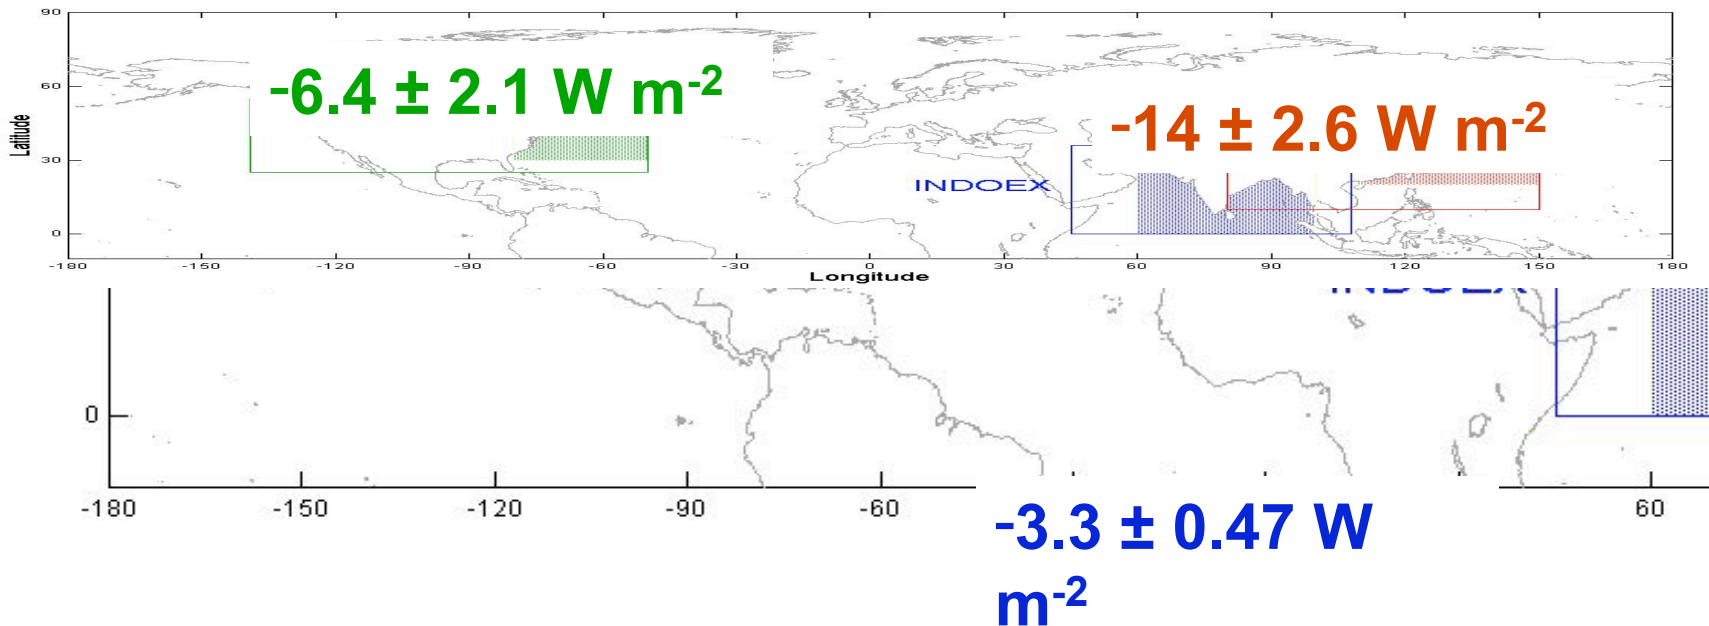 90
-6.4 ± 2.1 W m-2
60
-14 ± 2.6 W m-2
Latitude
30
INDOEX
0
-180 -150 -120 -90 -60 -30 0 30 60 90 120 150 180
Longitude
INDOEX
0
-180 -150 -120 -90 -60 60
-3.3 ± 0.47 W
m-2